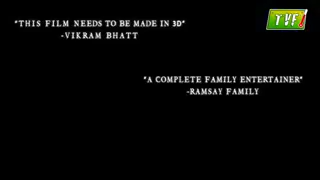 "THIS FILM NEEDS TO BE MADE IN 3D"
-VIKRAM BHATT
"A COMPLETE FAMILY ENTERTAINER"
-RAMSAY FAMILY
TVF!